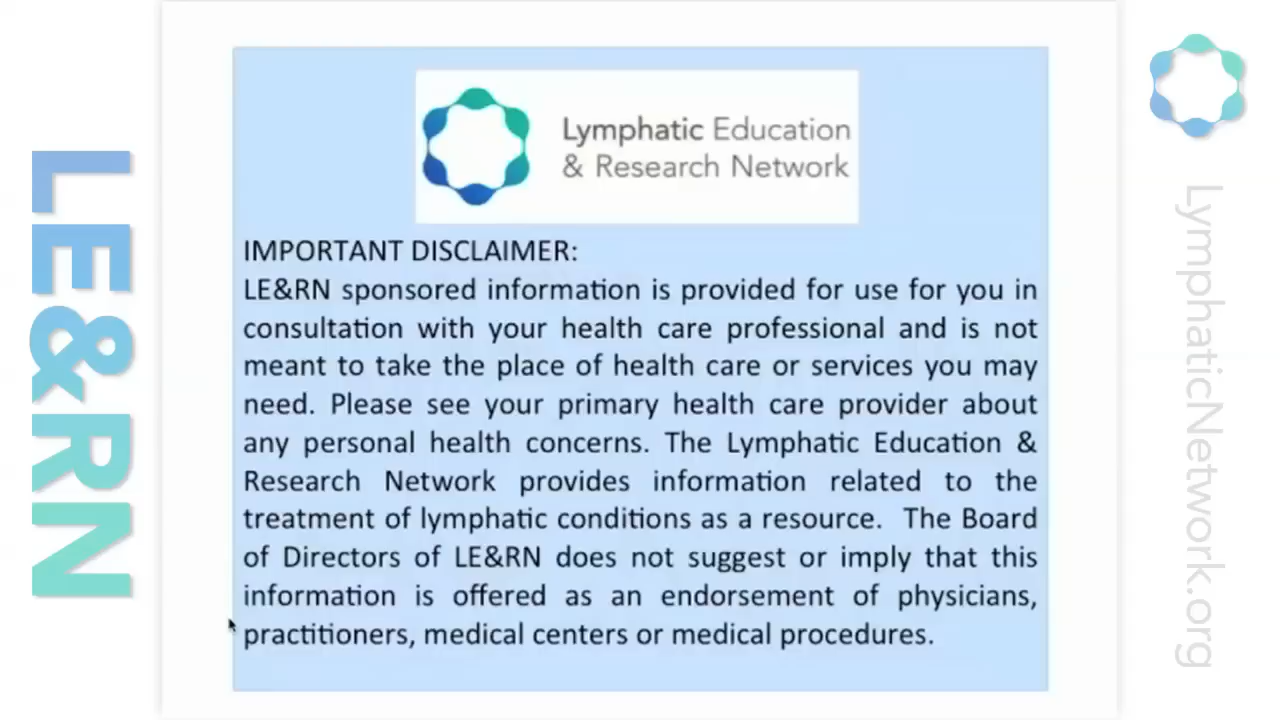 LE&RN
Lymphatic Education
& Research Network
IMPORTANT DISCLAIMER:
LE&RN sponsored information is provided for use for you in
consultation with your health care professional and is not
meant to take the place of health care or services you may
need. Please see your primary health care provider about
any personal health concerns. The Lymphatic Education &
Research Network provides information related to the
treatment of lymphatic conditions as a resource. The Board
of Directors of LE&RN does not suggest or imply that this
information is offered as an endorsement of physicians,
practitioners, medical centers or medical procedures.
LymphaticNetwork.org